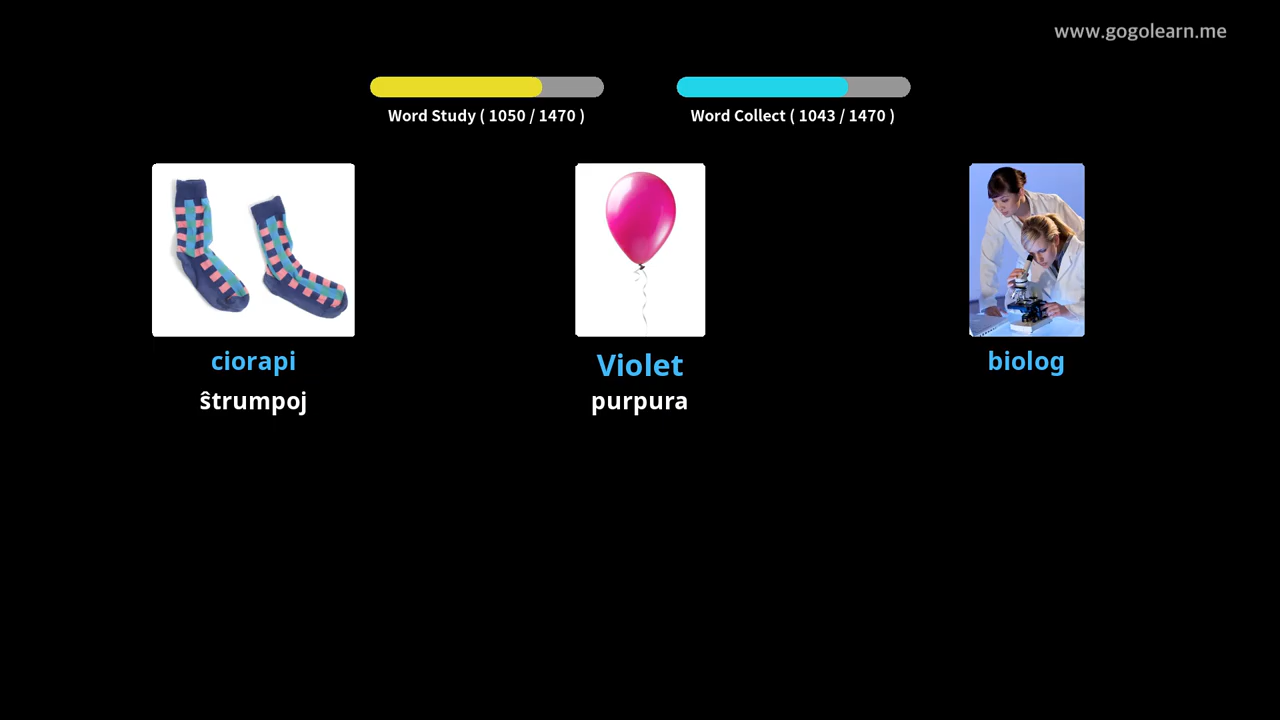 www.gogolearn.me
Word Study ( 1050 / 1470 )
Word Collect ( 1043 / 1470 )
ciorapi
ŝtrumpoj
Violet
purpura
biolog